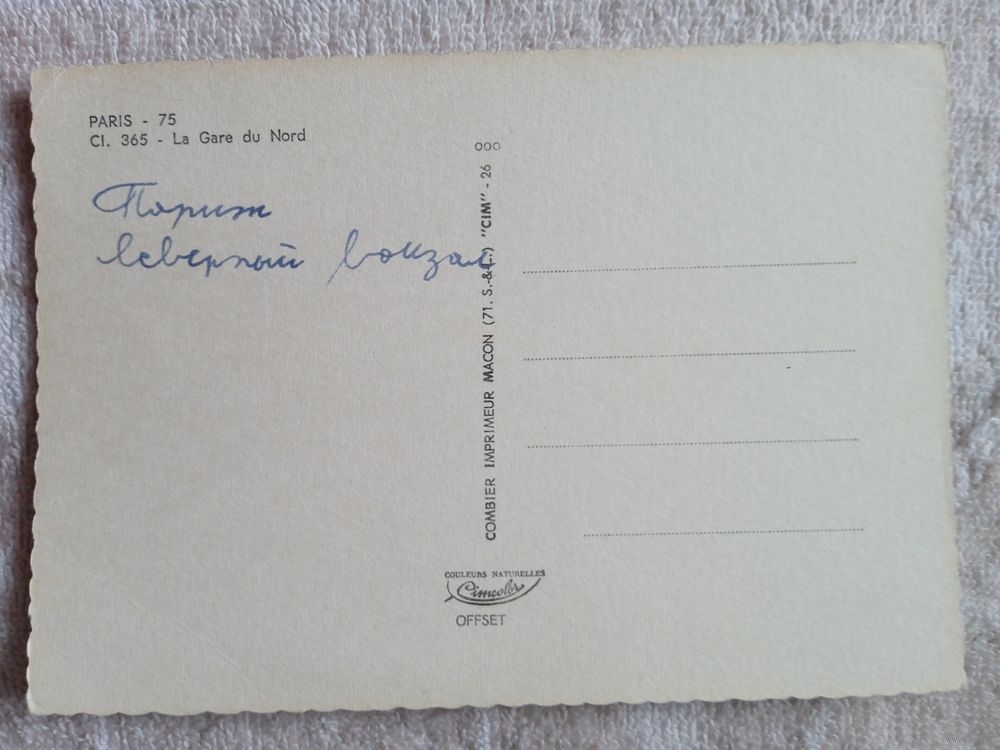 PARIS - 75
Cl. 365 - La Gare du Nord
Париж
Северный вокзал
COMBIER IMPRIMEUR MACON (71. S.-&-L.) "CIM" - 26
ooo
COULEURS NATURELLES
Cimcolor
OFFSET